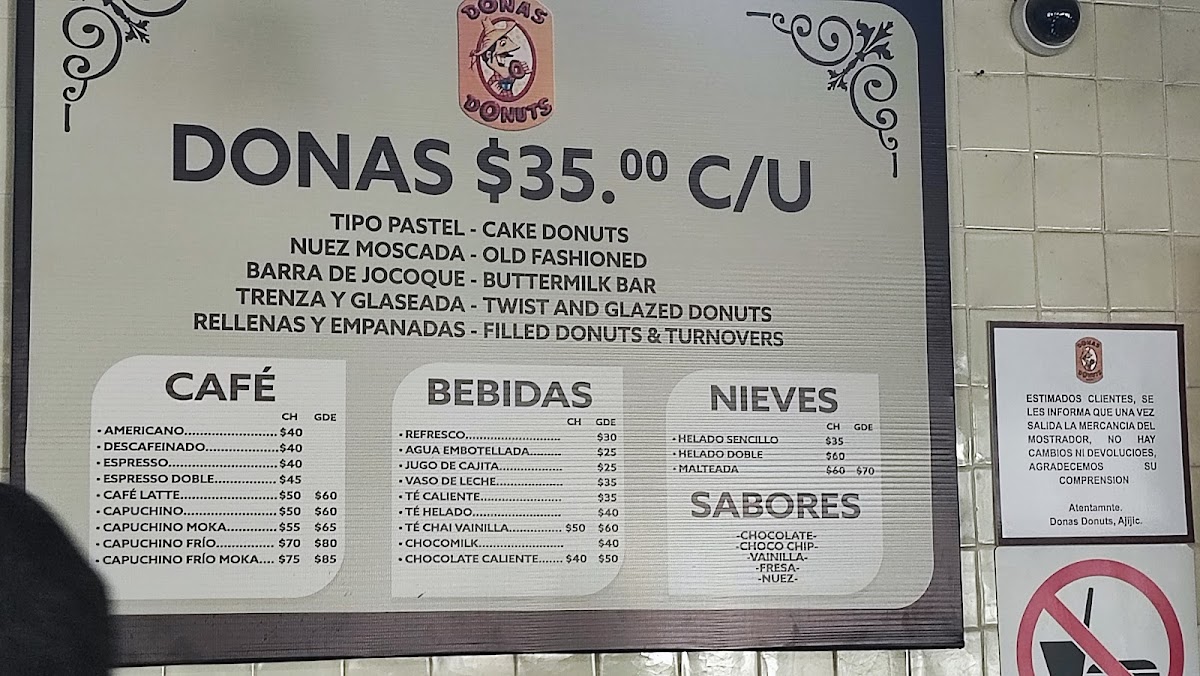 DONAS
DONUTS
DONAS $35.00 C/U
TIPO PASTEL - CAKE DONUTS
NUEZ MOSCADA - OLD FASHIONED
BARRA DE JOCOQUE - BUTTERMILK BAR
TRENZA Y GLASEADA - TWIST AND GLAZED DONUTS
RELLENAS Y EMPANADAS - FILLED DONUTS & TURNOVERS
CAFÉ
CH GDE
• AMERICANO........................ $40
• DESCAFEINADO................... $40
• ESPRESSO............................ $40
• ESPRESSO DOBLE............... $45
• CAFÉ LATTE......................... $50 $60
• CAPUCHINO........................ $50 $60
• CAPUCHINO MOKA............ $55 $65
• CAPUCHINO FRÍO............... $70 $80
• CAPUCHINO FRÍO MOKA.... $75 $85
BEBIDAS
CH GDE
• REFRESCO............................ $30
• AGUA EMBOTELLADA......... $25
• JUGO DE CAJITA.................. $25
• VASO DE LECHE................... $35
• TÉ CALIENTE........................ $35
• TÉ HELADO.......................... $40
• TÉ CHAI VAINILLA................ $50 $60
• CHOCOMILK........................ $40
• CHOCOLATE CALIENTE....... $40 $50
NIEVES
CH GDE
• HELADO SENCILLO $35
• HELADO DOBLE $60
• MALTEADA $60 $70
SABORES
-CHOCOLATE-
-CHOCO CHIP-
-VAINILLA-
-FRESA-
-NUEZ-
DONAS
DONUTS
ESTIMADOS CLIENTES, SE
LES INFORMA QUE UNA VEZ
SALIDA LA MERCANCIA DEL
MOSTRADOR, NO HAY
CAMBIOS NI DEVOLUCIOES,
AGRADECEMOS SU
COMPRENSION
Atentamnte.
Donas Donuts, Ajijic.